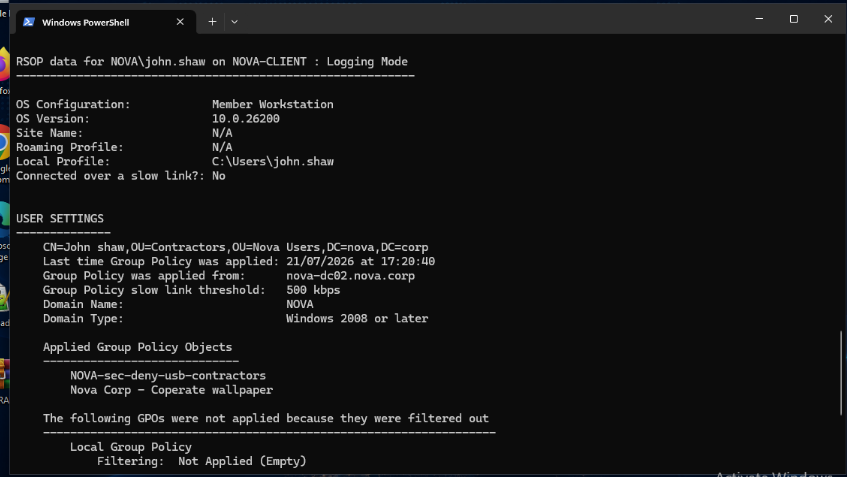 Windows PowerShell
RSOP data for NOVA\john.shaw on NOVA-CLIENT : Logging Mode
-----------------------------------------------------------
OS Configuration:            Member Workstation
OS Version:                  10.0.26200
Site Name:                   N/A
Roaming Profile:             N/A
Local Profile:               C:\Users\john.shaw
Connected over a slow link?: No
USER SETTINGS
--------------
CN=John shaw,OU=Contractors,OU=Nova Users,DC=nova,DC=corp
Last time Group Policy was applied: 21/07/2026 at 17:20:40
Group Policy was applied from:      nova-dc02.nova.corp
Group Policy slow link threshold:   500 kbps
Domain Name:                        NOVA
Domain Type:                        Windows 2008 or later
Applied Group Policy Objects
-----------------------------
NOVA-sec-deny-usb-contractors
Nova Corp - Coperate wallpaper
The following GPOs were not applied because they were filtered out
-------------------------------------------------------------------
Local Group Policy
Filtering:  Not Applied (Empty)